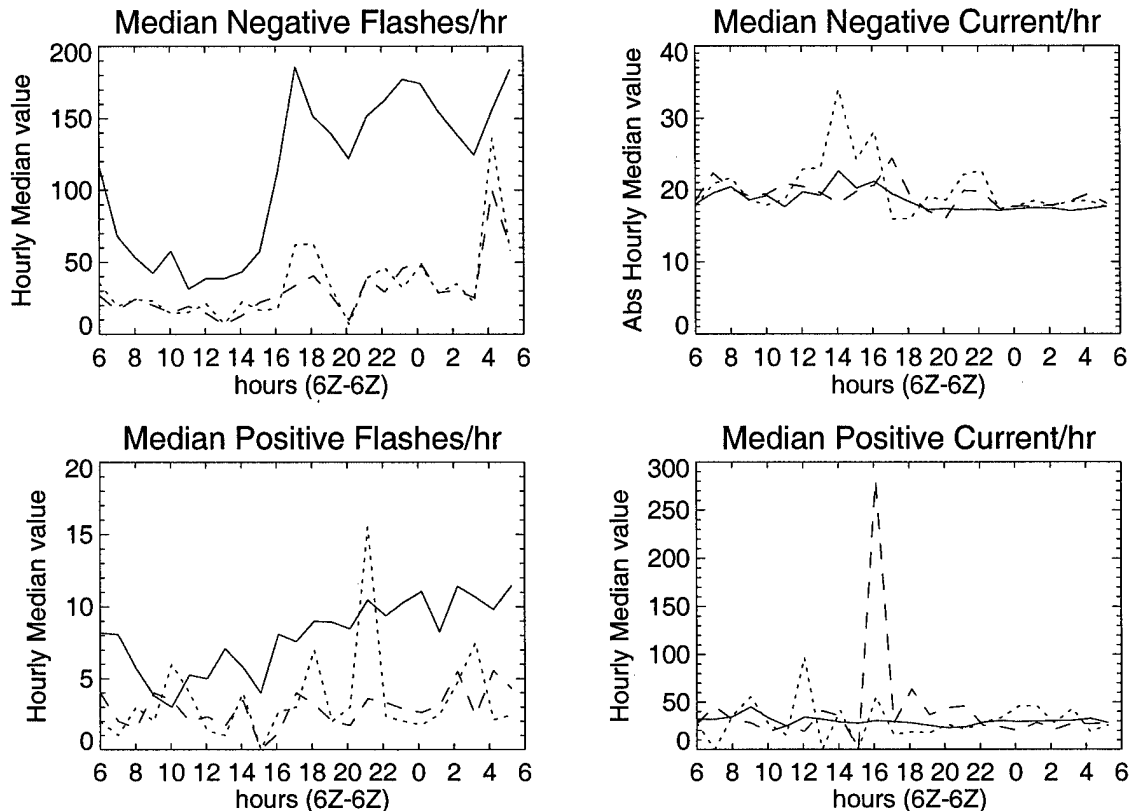 Median Negative Flashes/hr
Hourly Median value
200
150
100
50
0
6 8 10 12 14 16 18 20 22 0 2 4 6
hours (6Z-6Z)
Median Negative Current/hr
Abs Hourly Median value
40
30
20
10
0
6 8 10 12 14 16 18 20 22 0 2 4 6
hours (6Z-6Z)
Median Positive Flashes/hr
Hourly Median value
20
15
10
5
0
6 8 10 12 14 16 18 20 22 0 2 4 6
hours (6Z-6Z)
Median Positive Current/hr
Hourly Median value
300
250
200
150
100
50
0
6 8 10 12 14 16 18 20 22 0 2 4 6
hours (6Z-6Z)